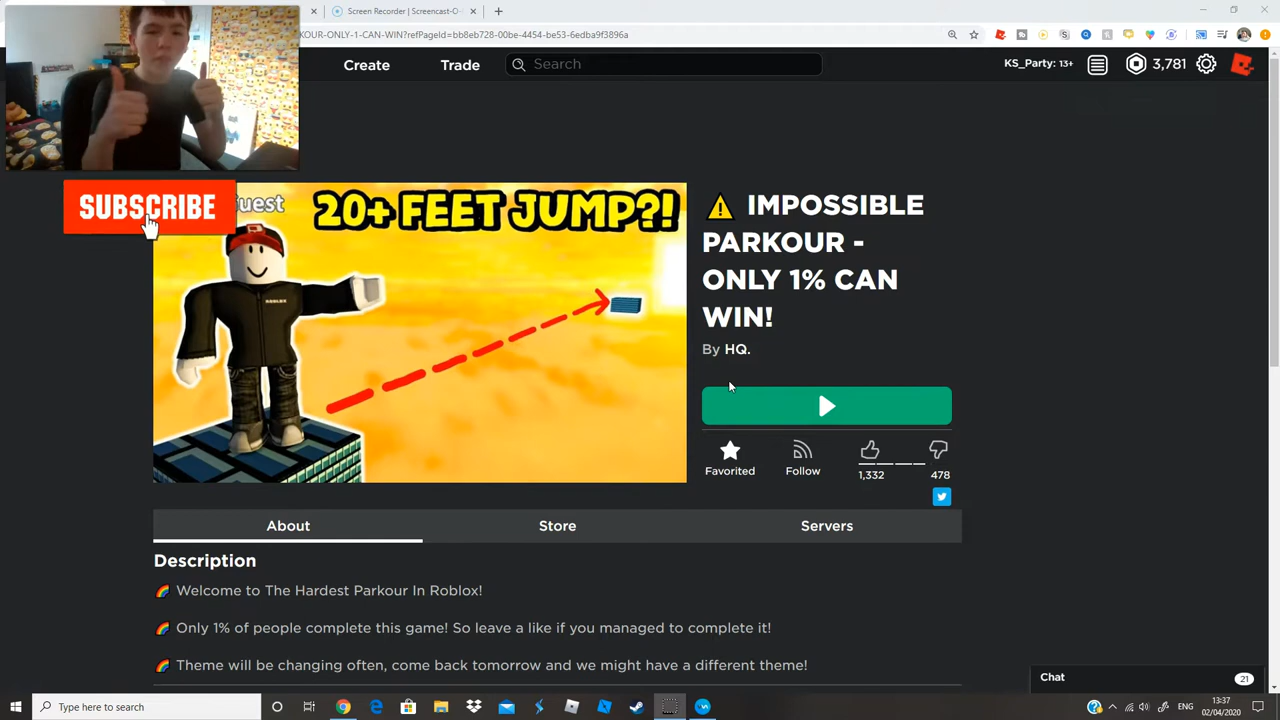 Screen Recorder | Screencast-O-
KOUR-ONLY-1-CAN-WIN?refPageId=bb8eb728-00be-4454-be53-6edba9f3896a
Create
Trade
Search
KS_Party: 13+
3,781
SUBSCRIBE
Guest
20+ FEET JUMP?!
ROBLOX
⚠ IMPOSSIBLE
PARKOUR -
ONLY 1% CAN
WIN!
By HQ.
Favorited
Follow
1,332
478
About
Store
Servers
Description
🌈 Welcome to The Hardest Parkour In Roblox!
🌈 Only 1% of people complete this game! So leave a like if you managed to complete it!
🌈 Theme will be changing often, come back tomorrow and we might have a different theme!
Chat
21
Type here to search
ENG
13:37
02/04/2020